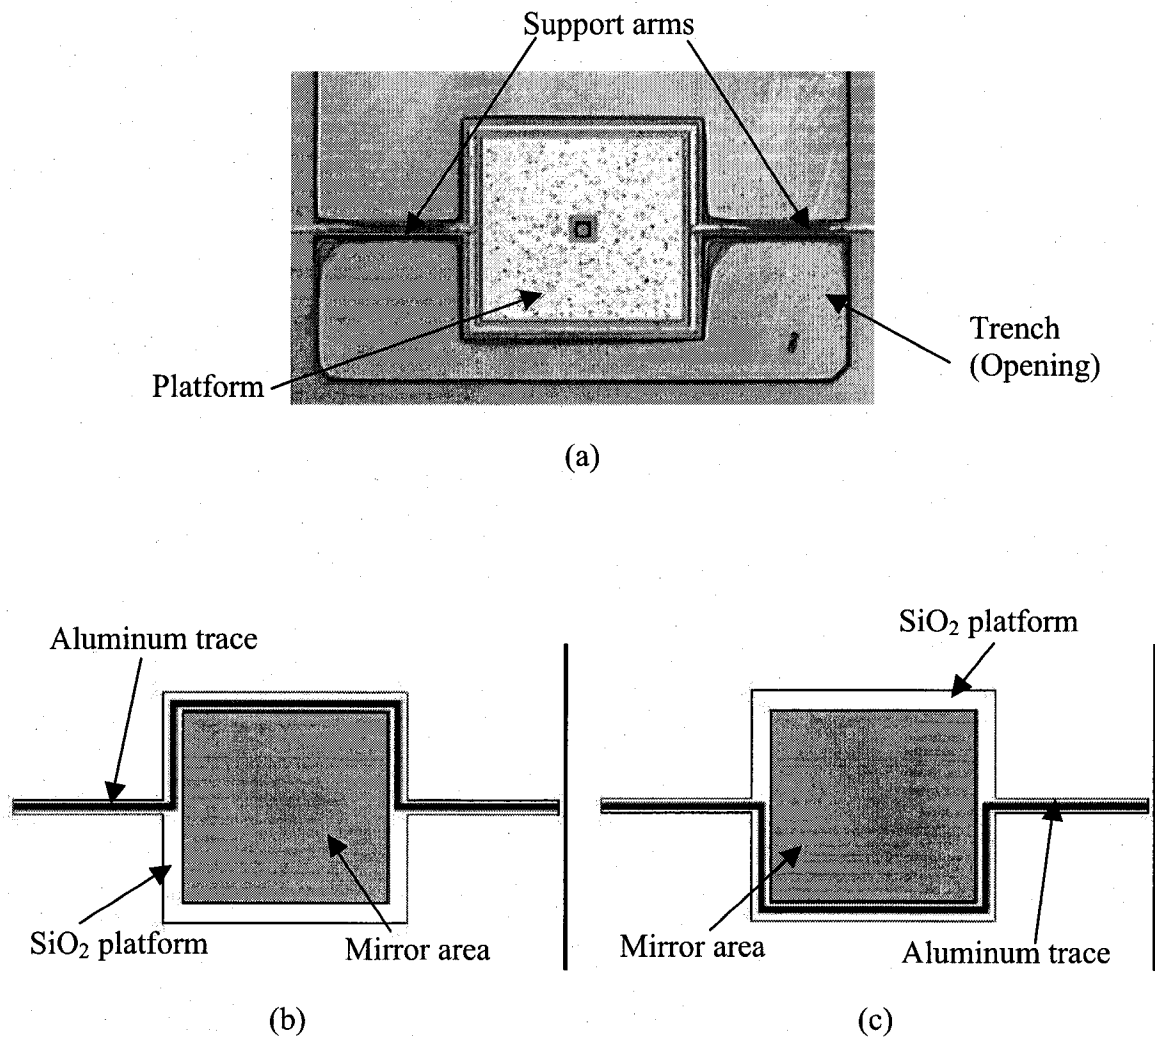 Support arms
Trench
(Opening)
Platform
(a)
SiO₂ platform
Aluminum trace
SiO₂ platform
Mirror area
Mirror area
Aluminum trace
(b)
(c)